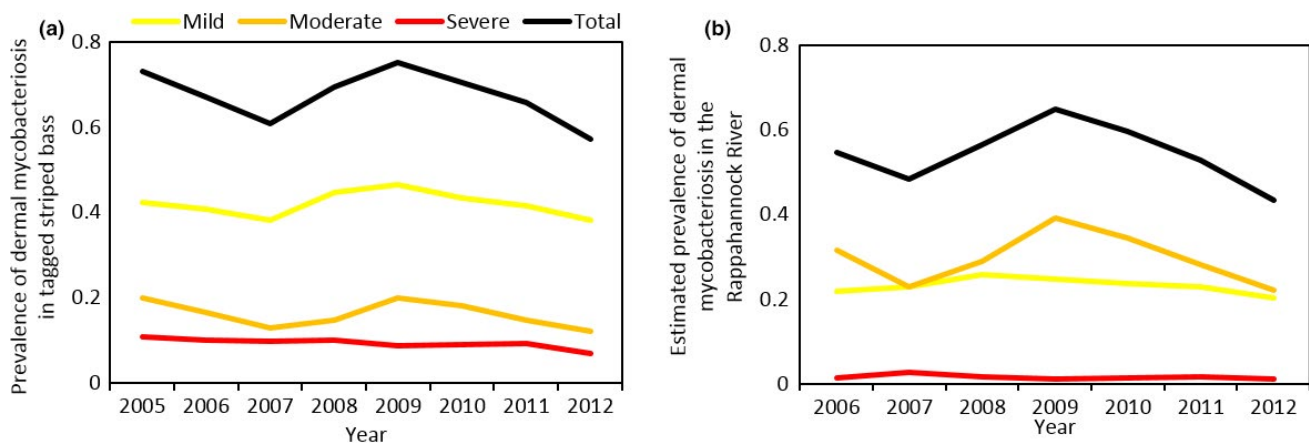 (a) Mild Moderate Severe Total
Prevalence of dermal mycobacteriosis
in tagged striped bass
0.8
0.6
0.4
0.2
0
2005 2006 2007 2008 2009 2010 2011 2012
Year
(b)
Estimated prevalence of dermal
mycobacteriosis in the
Rappahannock River
0.8
0.6
0.4
0.2
0
2006 2007 2008 2009 2010 2011 2012
Year